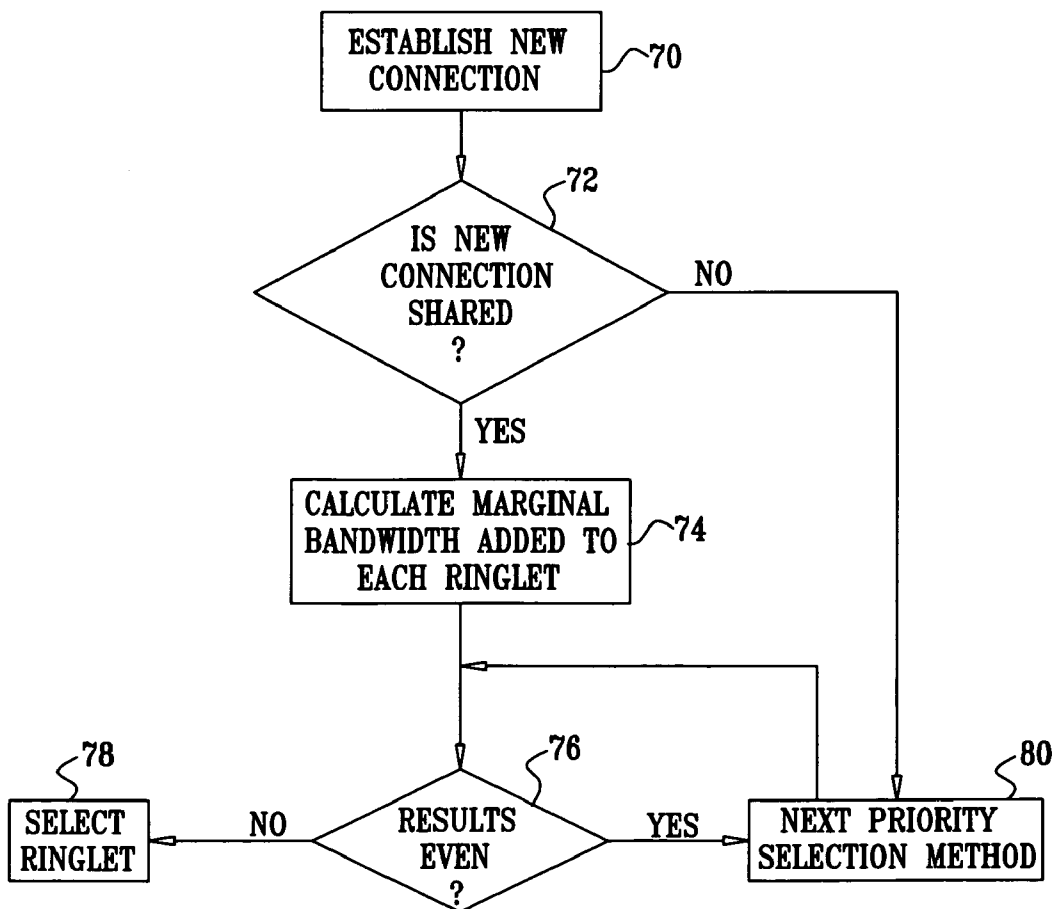 ESTABLISH NEW
CONNECTION
70
72
IS NEW
CONNECTION
SHARED
?
NO
YES
CALCULATE MARGINAL
BANDWIDTH ADDED TO
EACH RINGLET
74
78
76
80
SELECT
RINGLET
NO
RESULTS
EVEN
?
YES
NEXT PRIORITY
SELECTION METHOD